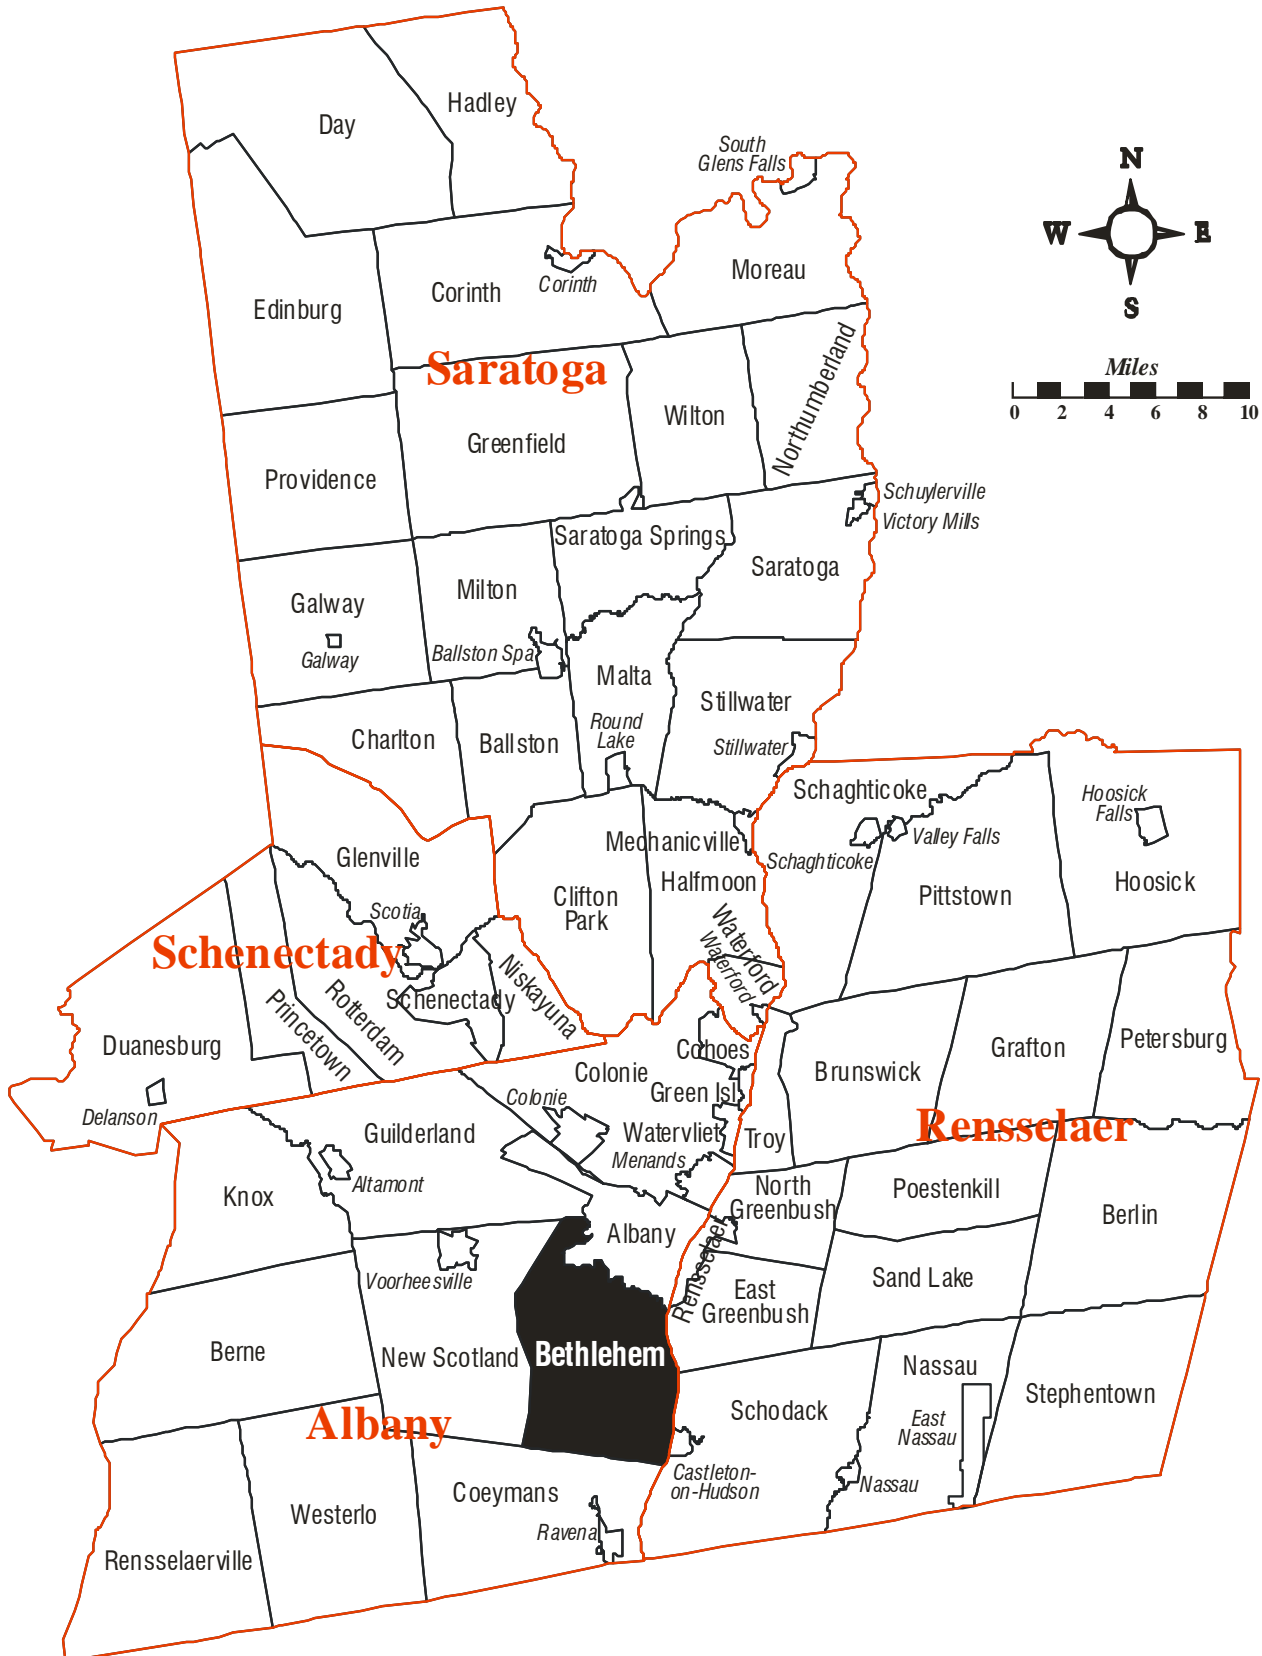 Hadley
Day
South
Glens Falls
N
W
E
S
Moreau
Corinth
Corinth
Edinburg
Miles
0 2 4 6 8 10
Saratoga
Northumberland
Wilton
Greenfield
Providence
Schuylerville
Victory Mills
Saratoga Springs
Saratoga
Milton
Galway
Galway
Ballston Spa
Malta
Stillwater
Round
Lake
Stillwater
Charlton
Ballston
Schaghticoke
Hoosick
Falls
Mechanicville
Valley Falls
Schaghticoke
Glenville
Halfmoon
Hoosick
Clifton
Park
Pittstown
Scotia
Waterford
Waterford
Schenectady
Niskayuna
Schenectady
Rotterdam
Princetown
Duanesburg
Cohoes
Grafton
Petersburg
Colonie
Brunswick
Green Isl
Colonie
Delanson
Rensselaer
Guilderland
Watervliet
Troy
Menands
Altamont
Knox
North
Greenbush
Poestenkill
Berlin
Albany
Rensselaer
Voorheesville
Sand Lake
East
Greenbush
Berne
New Scotland
Bethlehem
Nassau
Stephentown
Albany
Schodack
East
Nassau
Castleton-
on-Hudson
Nassau
Coeymans
Westerlo
Ravena
Rensselaerville